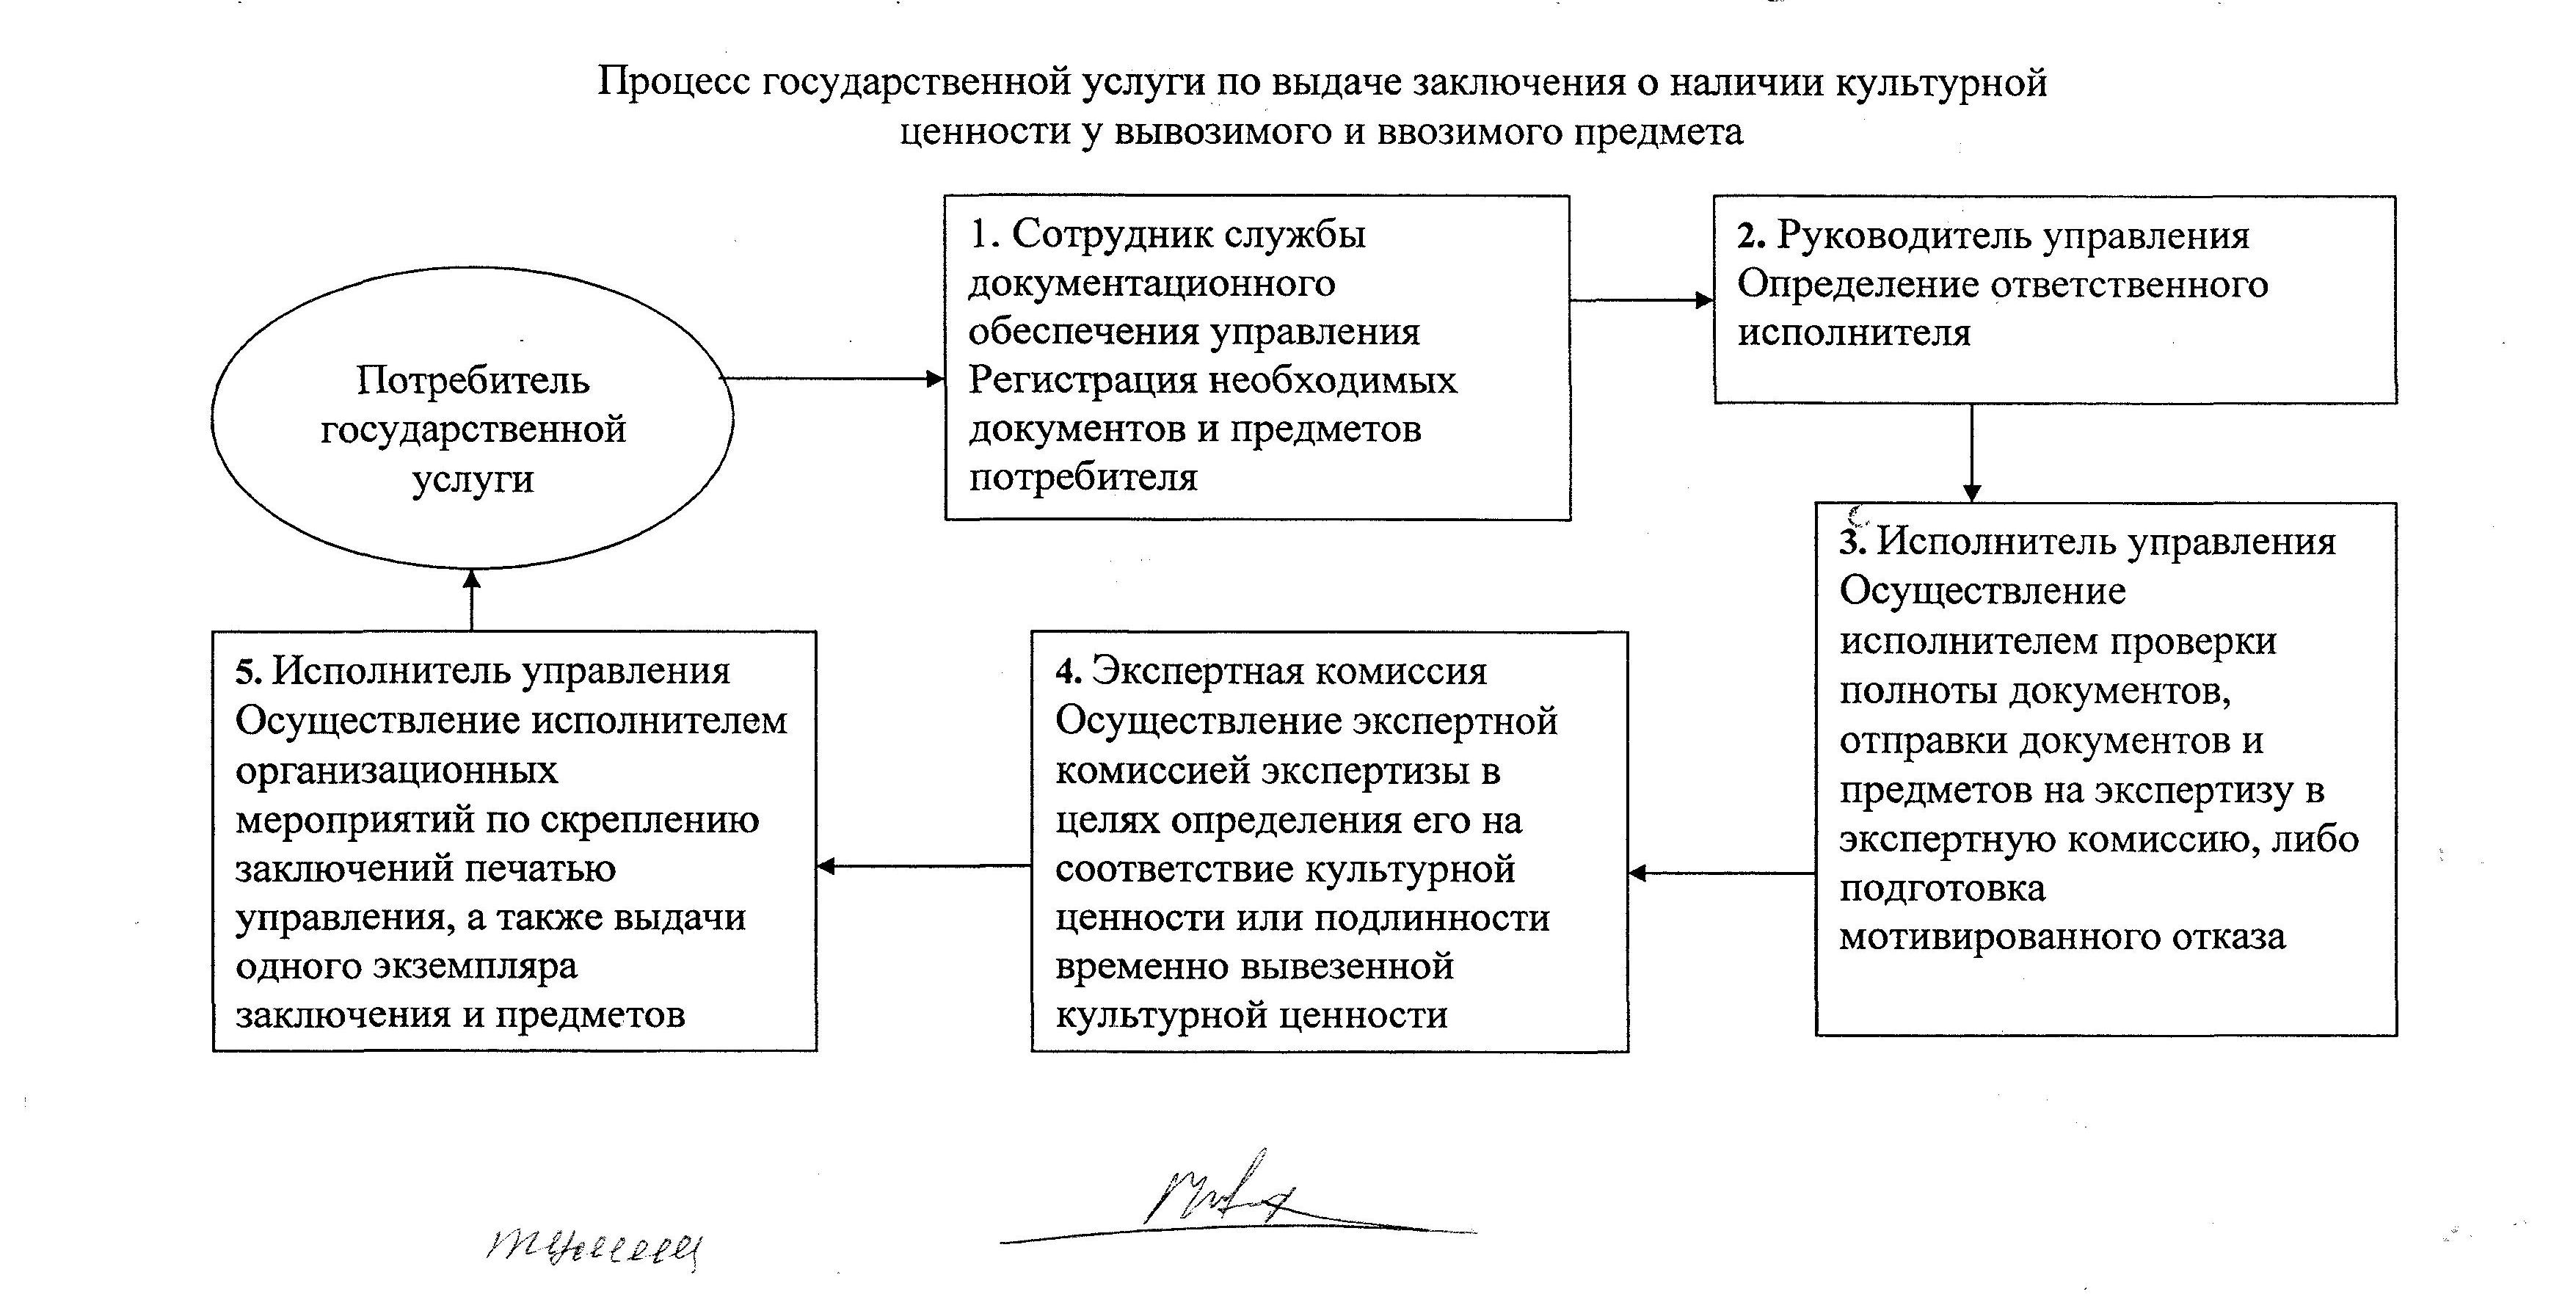 Процесс государственной услуги по выдаче заключения о наличии культурной
ценности у вывозимого и ввозимого предмета
Потребитель
государственной
услуги
1. Сотрудник службы
документационного
обеспечения управления
Регистрация необходимых
документов и предметов
потребителя
2. Руководитель управления
Определение ответственного
исполнителя
3. Исполнитель управления
Осуществление
исполнителем проверки
полноты документов,
отправки документов и
предметов на экспертизу в
экспертную комиссию, либо
подготовка
мотивированного отказа
4. Экспертная комиссия
Осуществление экспертной
комиссией экспертизы в
целях определения его на
соответствие культурной
ценности или подлинности
временно вывезенной
культурной ценности
5. Исполнитель управления
Осуществление исполнителем
организационных
мероприятий по скреплению
заключений печатью
управления, а также выдачи
одного экземпляра
заключения и предметов